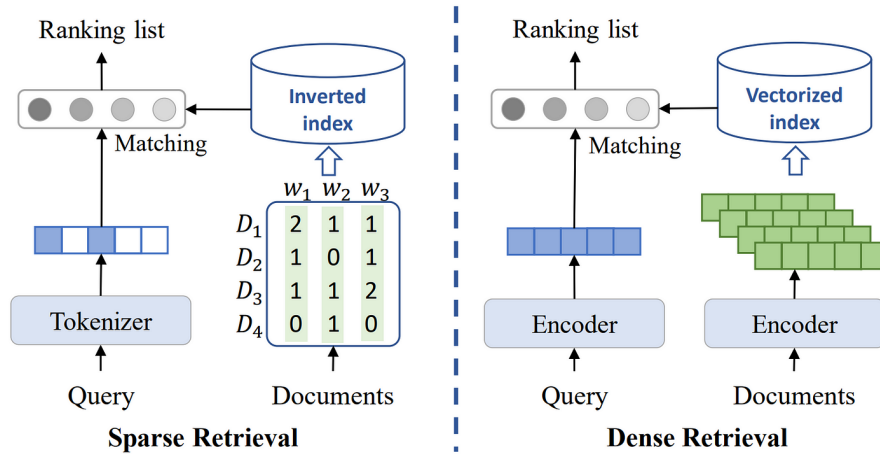 Ranking list
Inverted
index
Matching
w₁ w₂ w₃
D₁ 2 1 1
D₂ 1 0 1
D₃ 1 1 2
D₄ 0 1 0
Tokenizer
Query
Documents
Sparse Retrieval
Ranking list
Vectorized
index
Matching
Encoder
Encoder
Query
Documents
Dense Retrieval